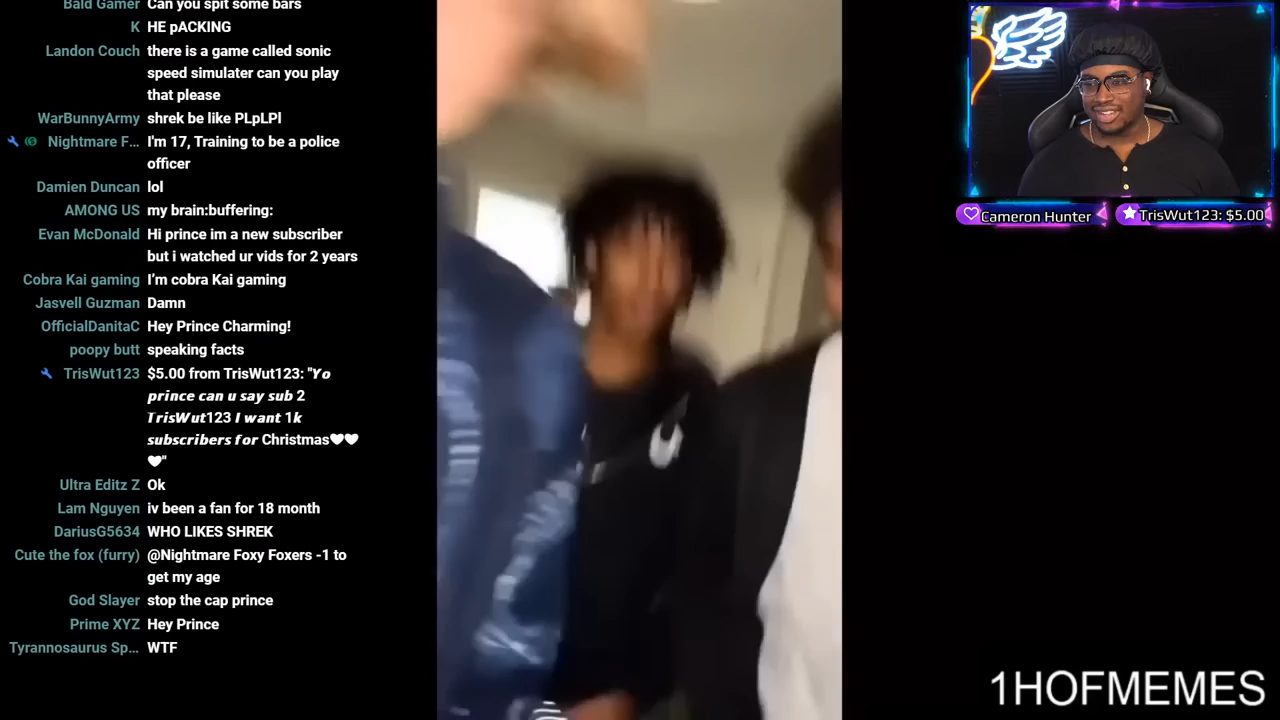 Bald Gamer Can you spit some bars
K HE pACKING
Landon Couch there is a game called sonic
speed simulater can you play
that please
WarBunnyArmy shrek be like PLpLPl
Nightmare F... I'm 17, Training to be a police
officer
Damien Duncan lol
AMONG US my brain:buffering:
Evan McDonald Hi prince im a new subscriber
but i watched ur vids for 2 years
Cobra Kai gaming I'm cobra Kai gaming
Jasvell Guzman Damn
OfficialDanitaC Hey Prince Charming!
poopy butt speaking facts
TrisWut123 $5.00 from TrisWut123: "Yo
prince can u say sub 2
TrisWut123 I want 1k
subscribers for Christmas🖤🖤
🖤"
Ultra Editz Z Ok
Lam Nguyen iv been a fan for 18 month
DariusG5634 WHO LIKES SHREK
Cute the fox (furry) @Nightmare Foxy Foxers -1 to
get my age
God Slayer stop the cap prince
Prime XYZ Hey Prince
Tyrannosaurus Sp... WTF
Cameron Hunter
TrisWut123: $5.00
1HOFMEMES